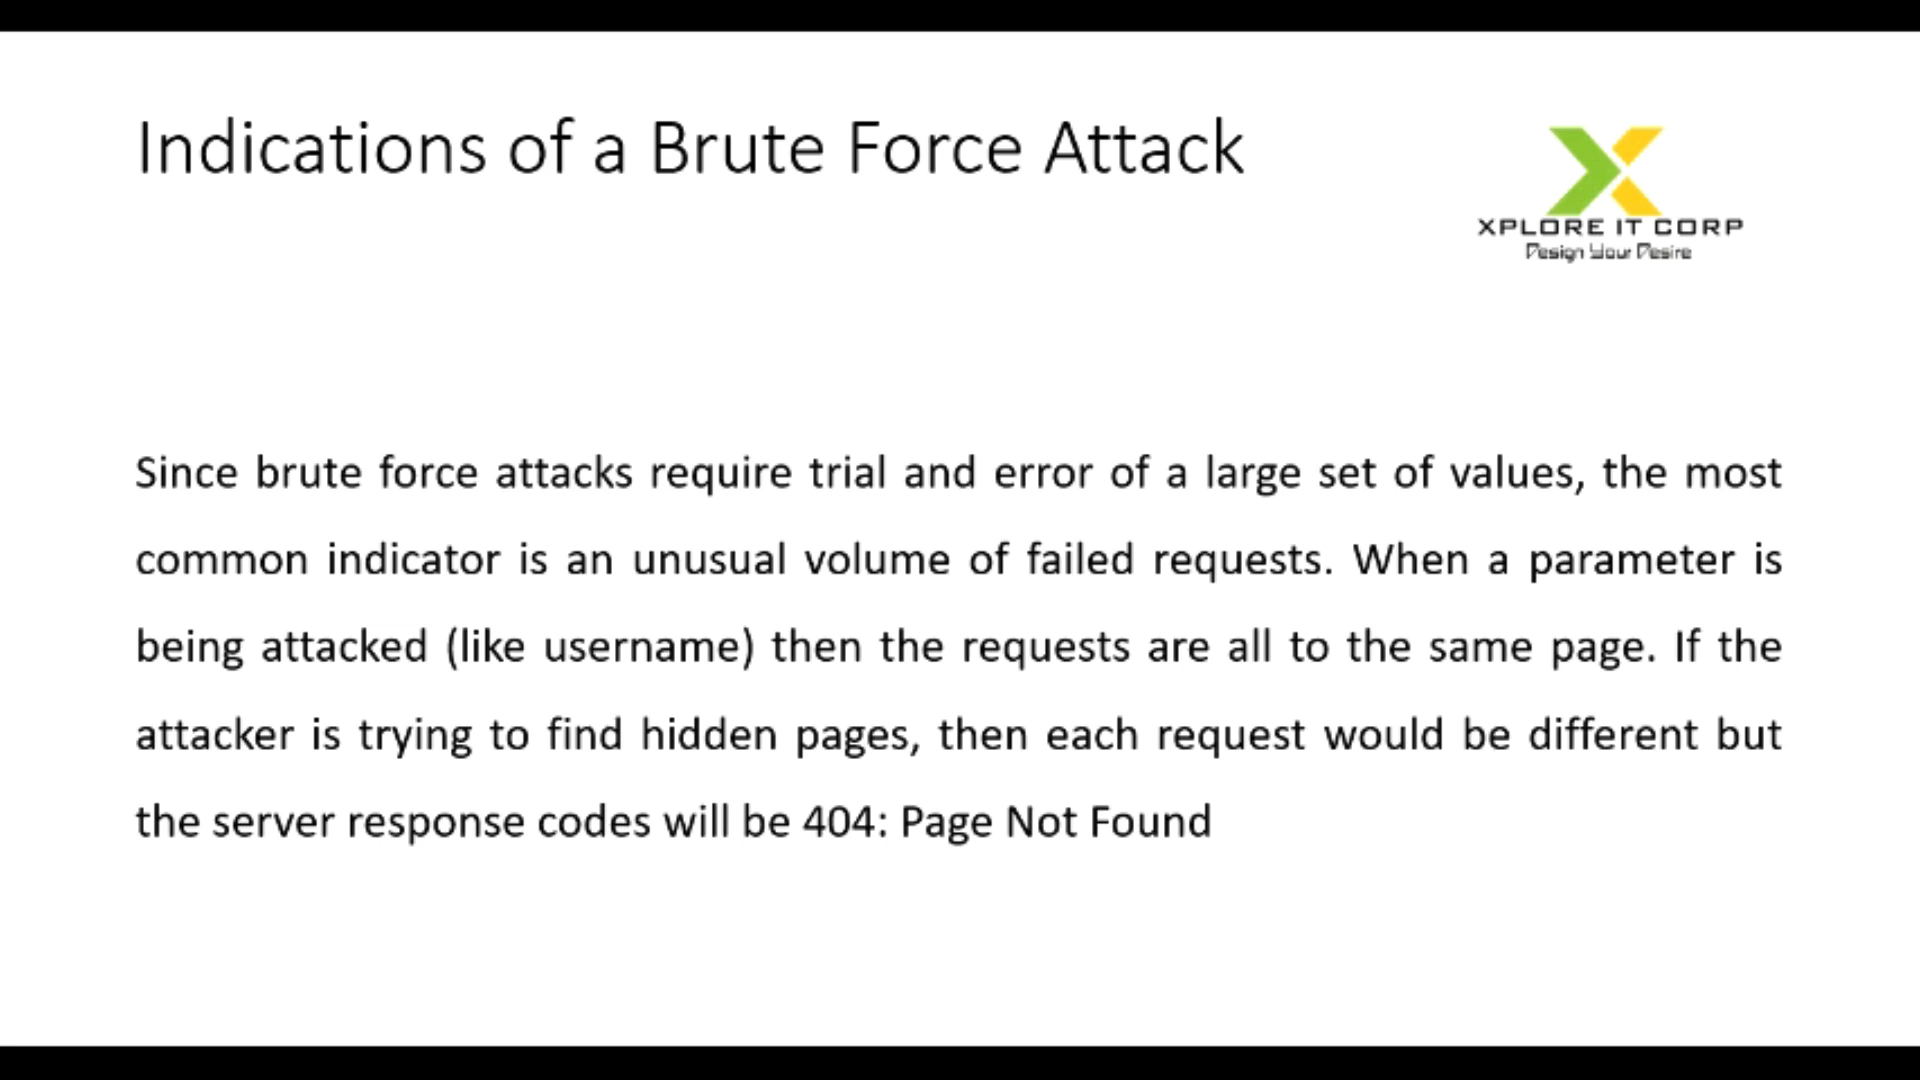 Indications of a Brute Force Attack
XPLORE IT CORP
Design Your Desire
Since brute force attacks require trial and error of a large set of values, the most
common indicator is an unusual volume of failed requests. When a parameter is
being attacked (like username) then the requests are all to the same page. If the
attacker is trying to find hidden pages, then each request would be different but
the server response codes will be 404: Page Not Found